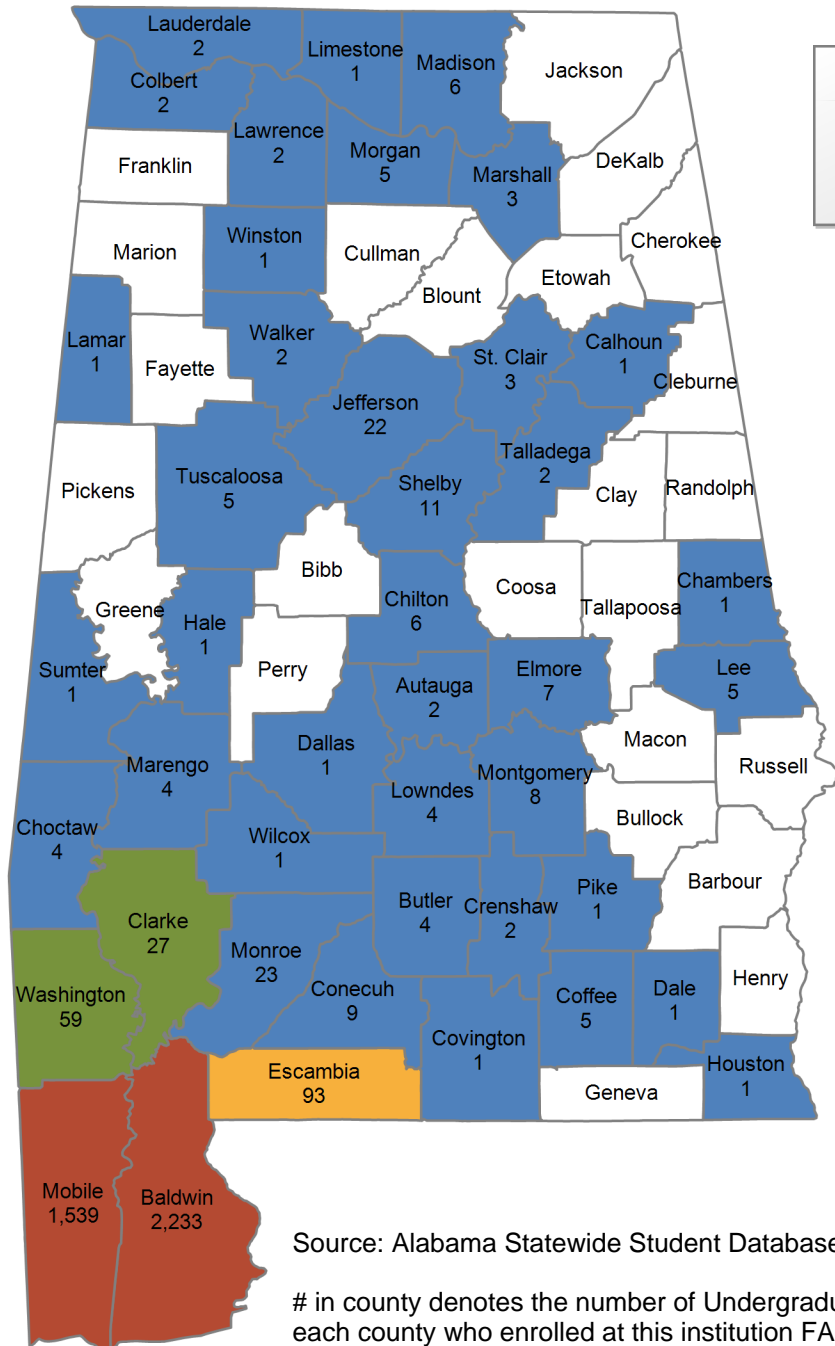 Lauderdale
2
Limestone
1
Madison
6
Jackson
Colbert
2
Lawrence
2
Morgan
5
Marshall
3
DeKalb
Franklin
Marion
Winston
1
Cullman
Blount
Etowah
Cherokee
Lamar
1
Fayette
Walker
2
Jefferson
22
St. Clair
3
Calhoun
1
Cleburne
Pickens
Tuscaloosa
5
Shelby
11
Talladega
2
Clay
Randolph
Bibb
Greene
Hale
1
Chilton
6
Coosa
Tallapoosa
Chambers
1
Sumter
1
Perry
Autauga
2
Elmore
7
Lee
5
Marengo
4
Dallas
1
Lowndes
4
Montgomery
8
Macon
Russell
Choctaw
4
Wilcox
1
Bullock
Clarke
27
Butler
4
Crenshaw
2
Pike
1
Barbour
Washington
59
Monroe
23
Conecuh
9
Coffee
5
Dale
1
Henry
Escambia
93
Covington
1
Geneva
Houston
1
Mobile
1,539
Baldwin
2,233
Source: Alabama Statewide Student Database
# in county denotes the number of Undergradu
each county who enrolled at this institution FA